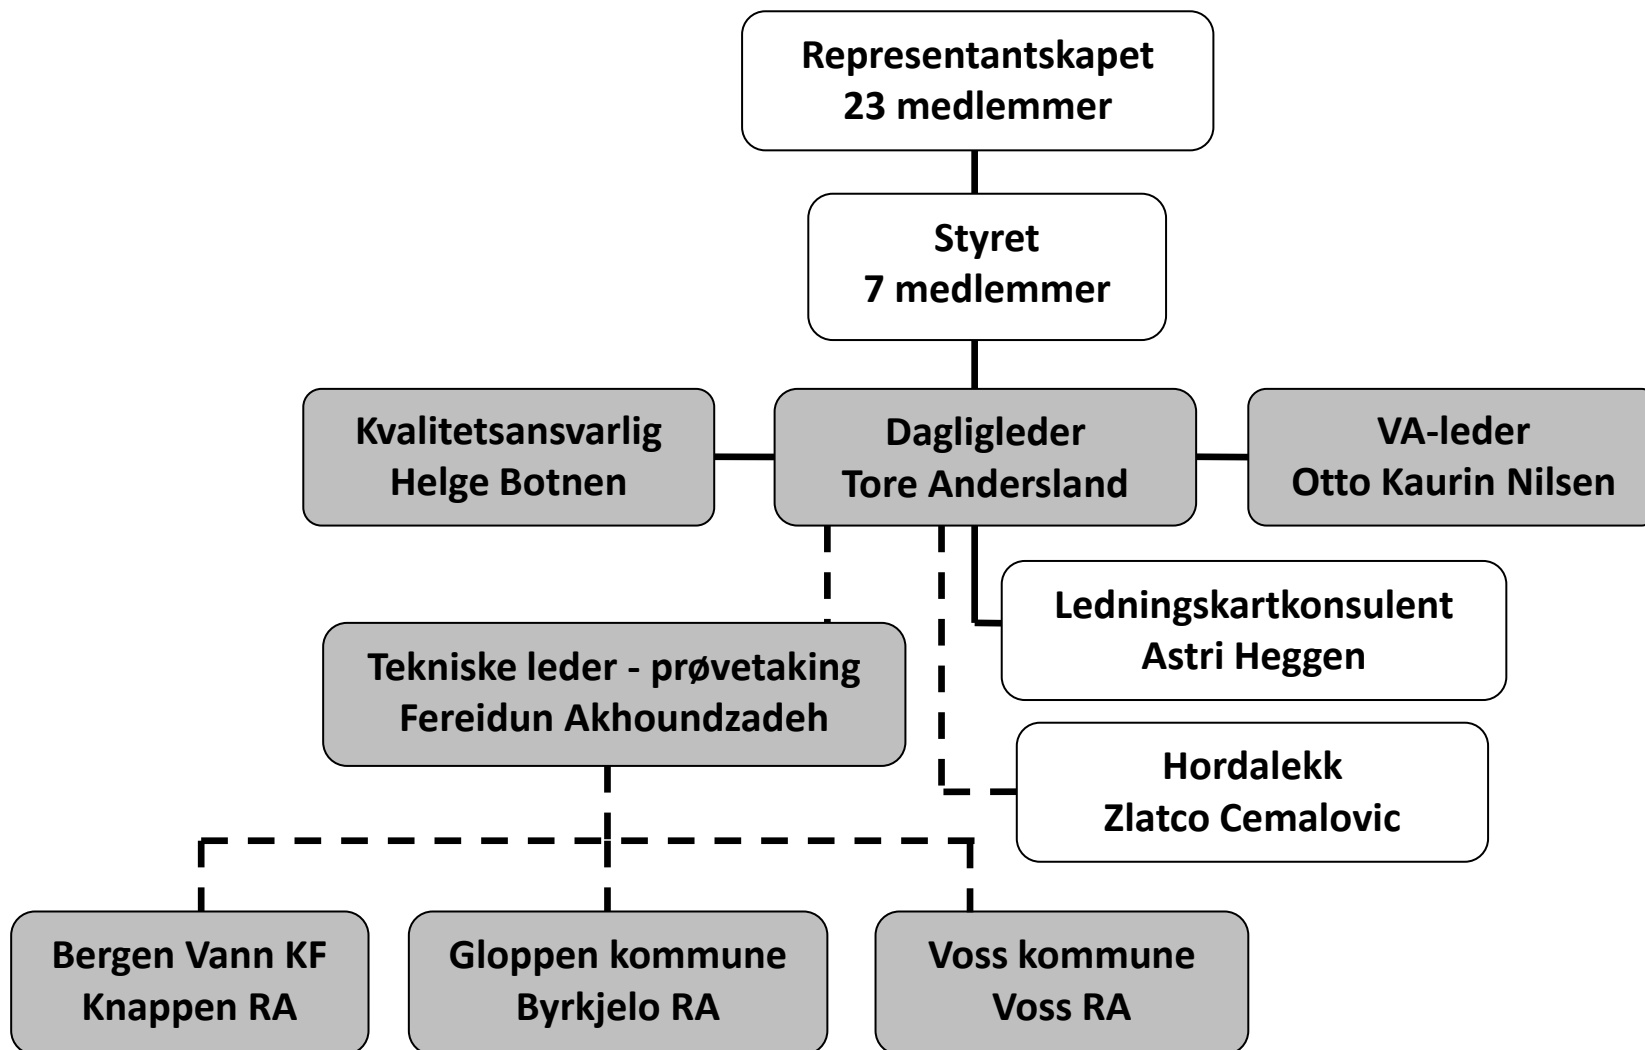 Representantskapet
23 medlemmer
Styret
7 medlemmer
Kvalitetsansvarlig
Helge Botnen
Dagligleder
Tore Andersland
VA-leder
Otto Kaurin Nilsen
Ledningskartkonsulent
Astri Heggen
Tekniske leder - prøvetaking
Fereidun Akhoundzadeh
Hordalekk
Zlatco Cemalovic
Bergen Vann KF
Knappen RA
Gloppen kommune
Byrkjelo RA
Voss kommune
Voss RA